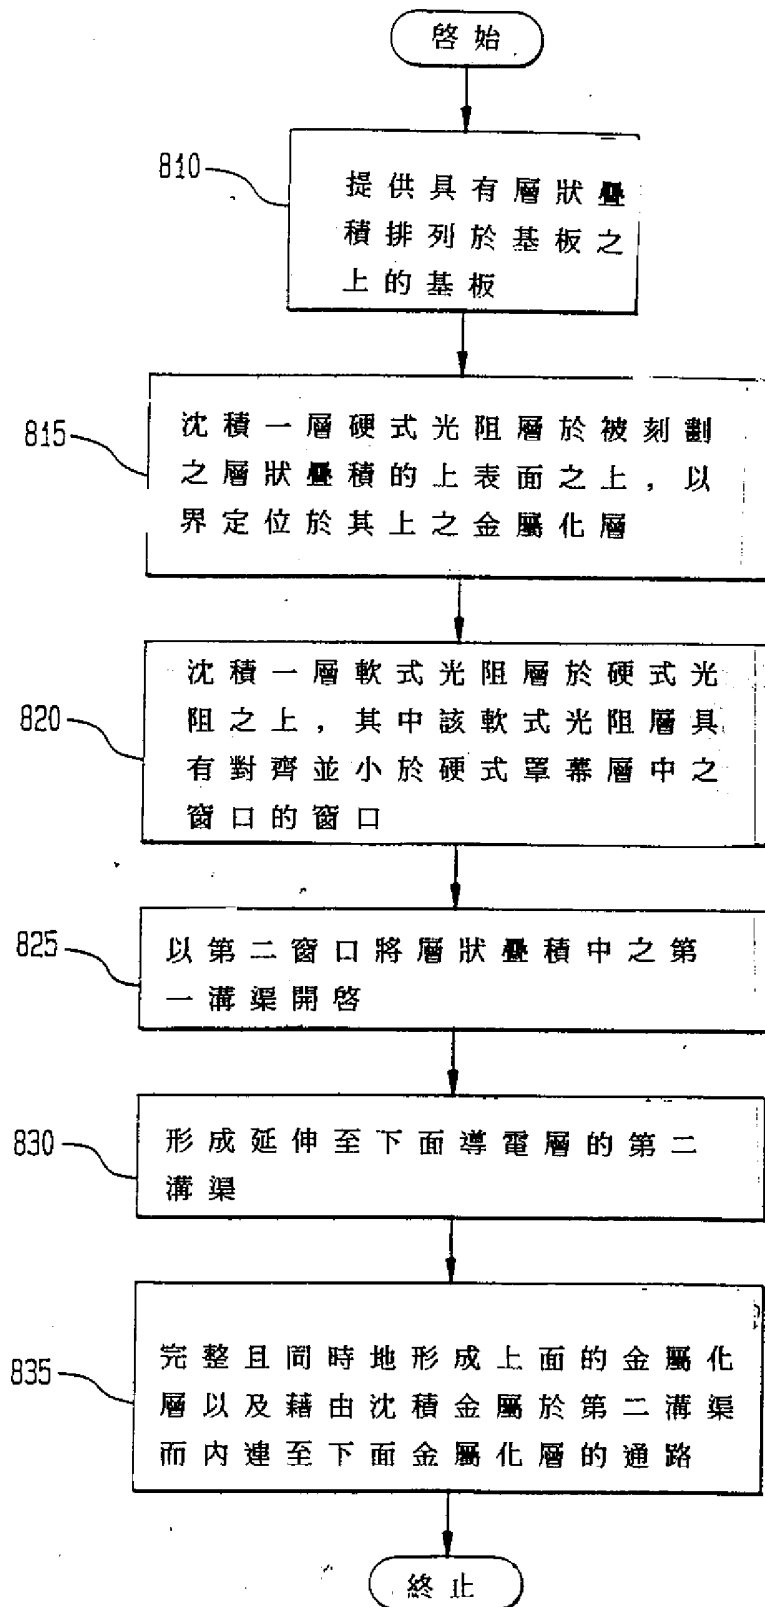 啓始
810
提供具有層狀疊
積排列於基板之
上的基板
815
沈積一層硬式光阻層於被刻劃
之層狀疊積的上表面之上，以
界定位於其上之金屬化層
820
沈積一層軟式光阻層於硬式光
阻之上，其中該軟式光阻層具
有對齊並小於硬式罩幕層中之
窗口的窗口
825
以第二窗口將層狀疊積中之第
一溝渠開啓
830
形成延伸至下面導電層的第二
溝渠
835
完整且同時地形成上面的金屬化
層以及藉由沈積金屬於第二溝渠
而內連至下面金屬化層的通路
終止